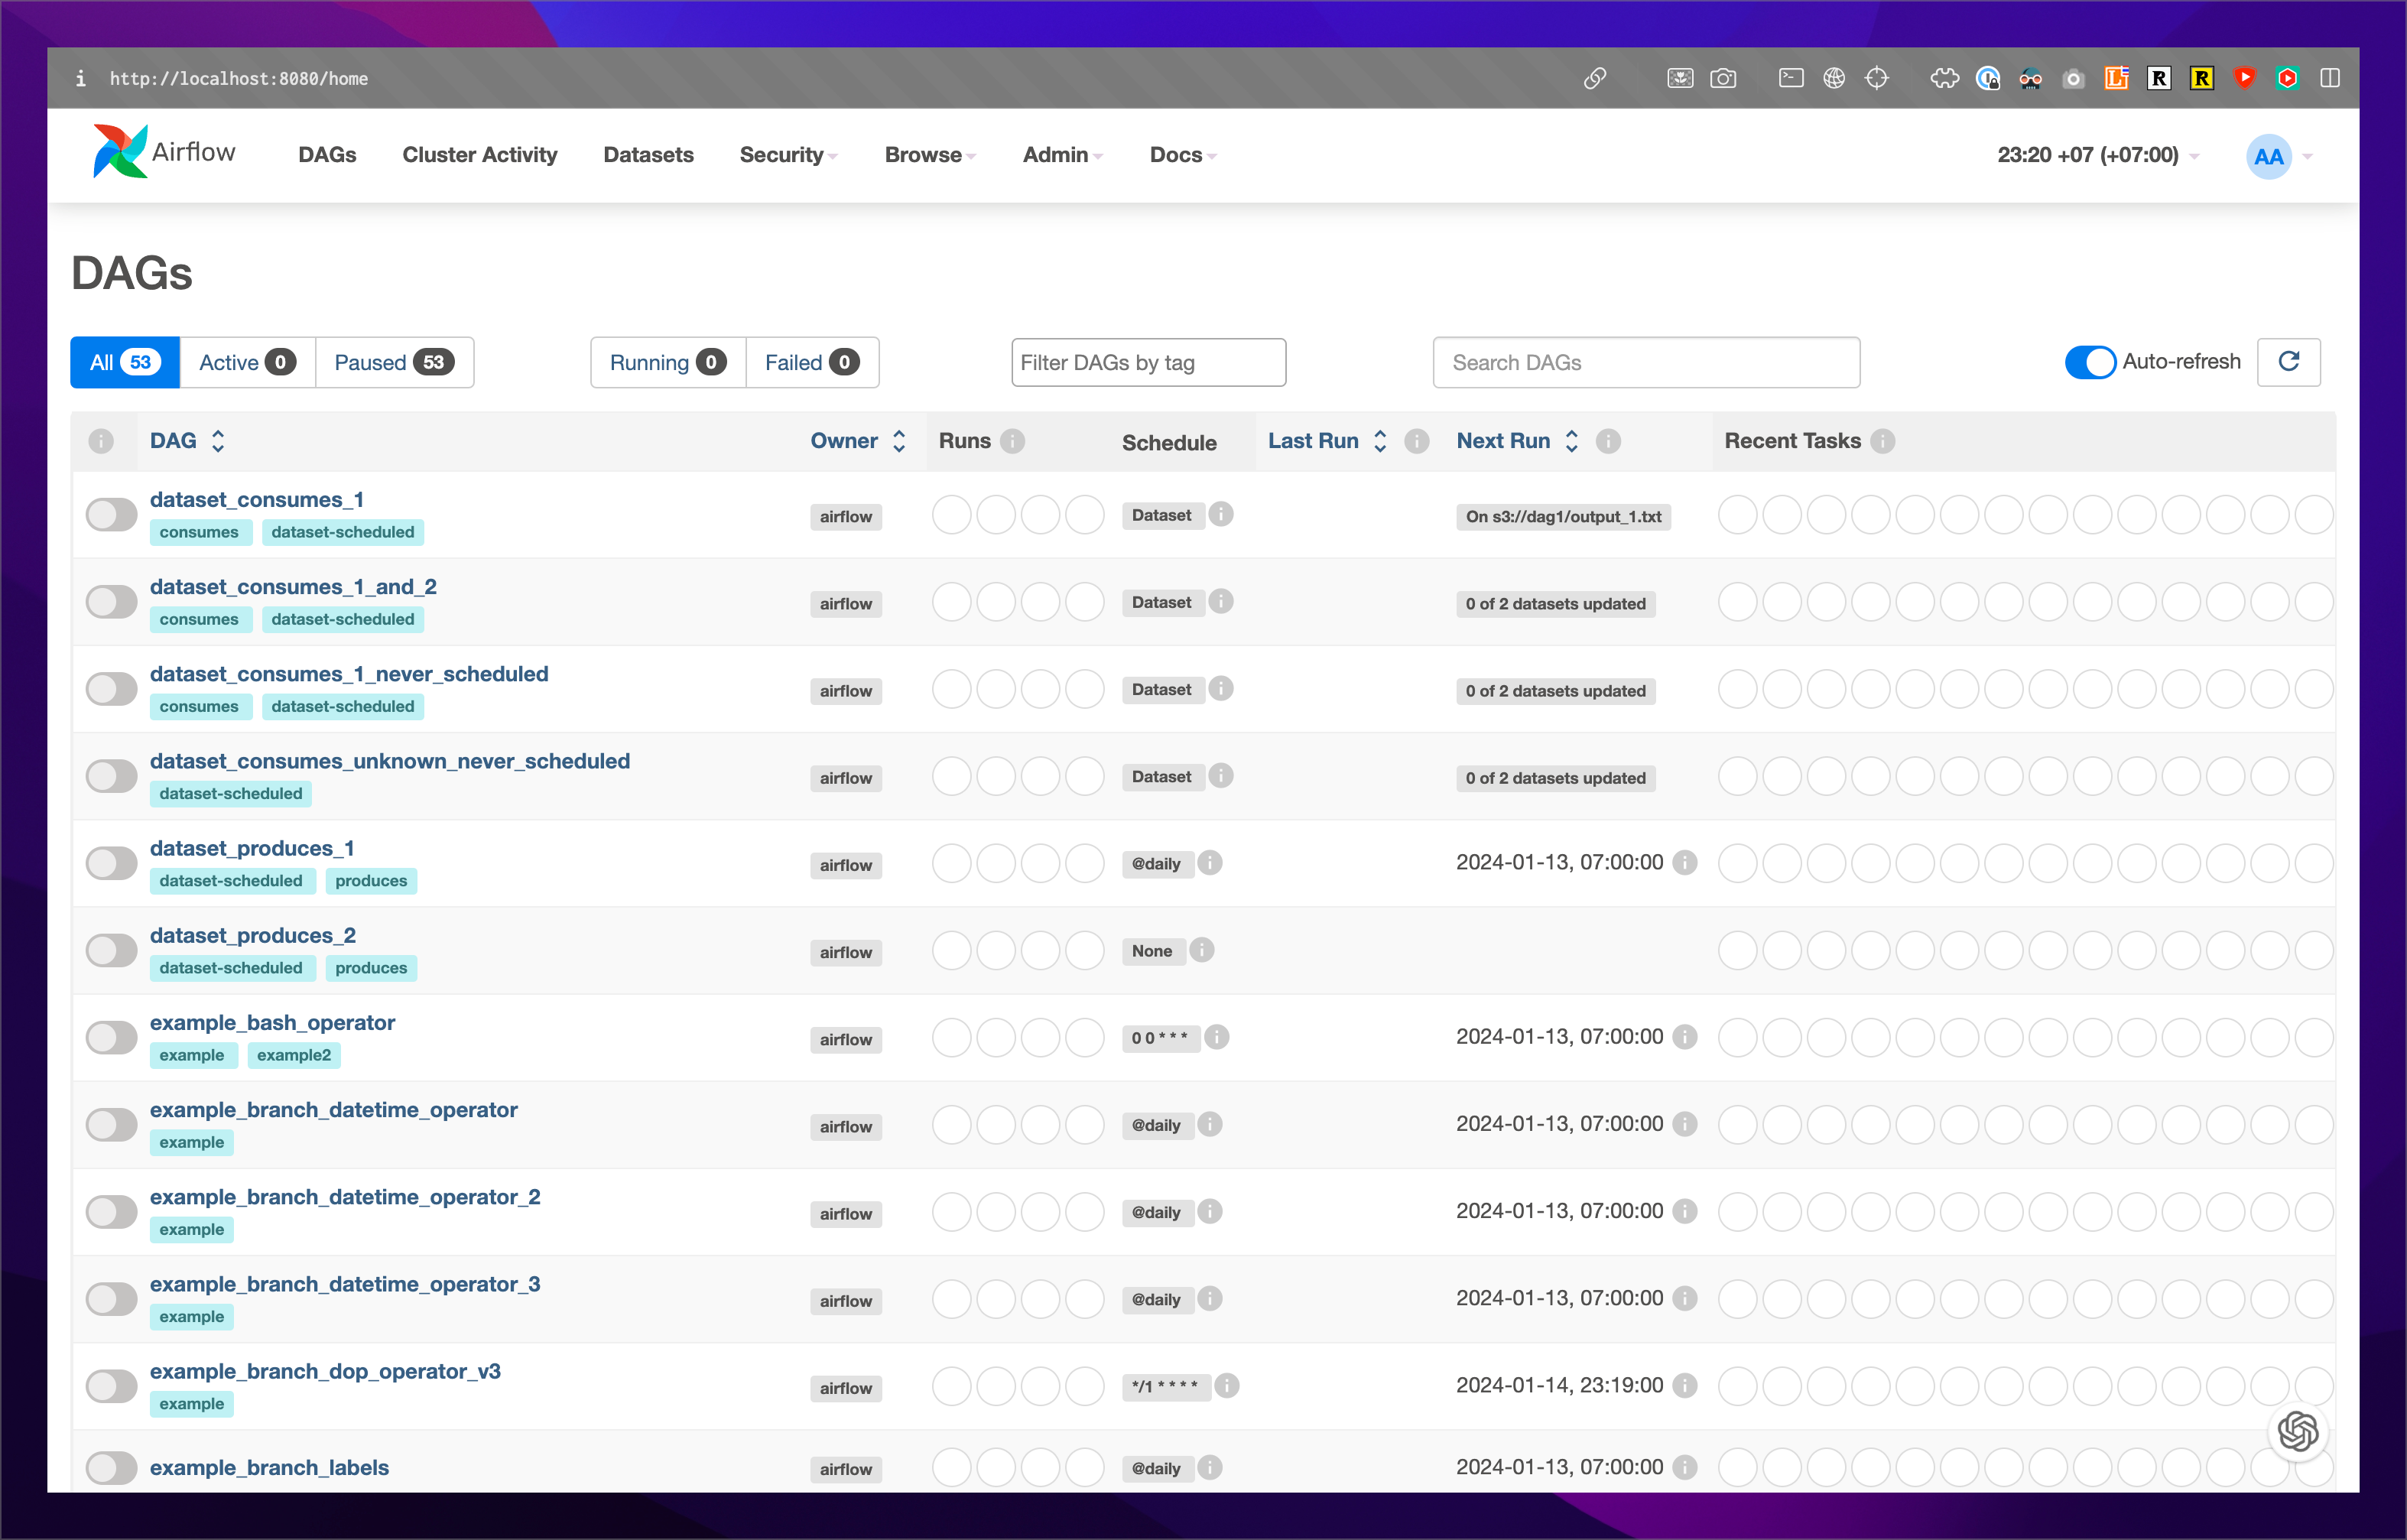 http://localhost:8080/home
Airflow DAGs Cluster Activity Datasets Security Browse Admin Docs 23:20 +07 (+07:00) AA
DAGs
All 53 Active 0 Paused 53 Running 0 Failed 0 Filter DAGs by tag Search DAGs Auto-refresh
DAG Owner Runs Schedule Last Run Next Run Recent Tasks
dataset_consumes_1
consumes dataset-scheduled
airflow Dataset On s3://dag1/output_1.txt
dataset_consumes_1_and_2
consumes dataset-scheduled
airflow Dataset 0 of 2 datasets updated
dataset_consumes_1_never_scheduled
consumes dataset-scheduled
airflow Dataset 0 of 2 datasets updated
dataset_consumes_unknown_never_scheduled
dataset-scheduled
airflow Dataset 0 of 2 datasets updated
dataset_produces_1
dataset-scheduled produces
airflow @daily 2024-01-13, 07:00:00
dataset_produces_2
dataset-scheduled produces
airflow None
example_bash_operator
example example2
airflow 0 0 * * * 2024-01-13, 07:00:00
example_branch_datetime_operator
example
airflow @daily 2024-01-13, 07:00:00
example_branch_datetime_operator_2
example
airflow @daily 2024-01-13, 07:00:00
example_branch_datetime_operator_3
example
airflow @daily 2024-01-13, 07:00:00
example_branch_dop_operator_v3
example
airflow */1 * * * * 2024-01-14, 23:19:00
example_branch_labels airflow @daily 2024-01-13, 07:00:00